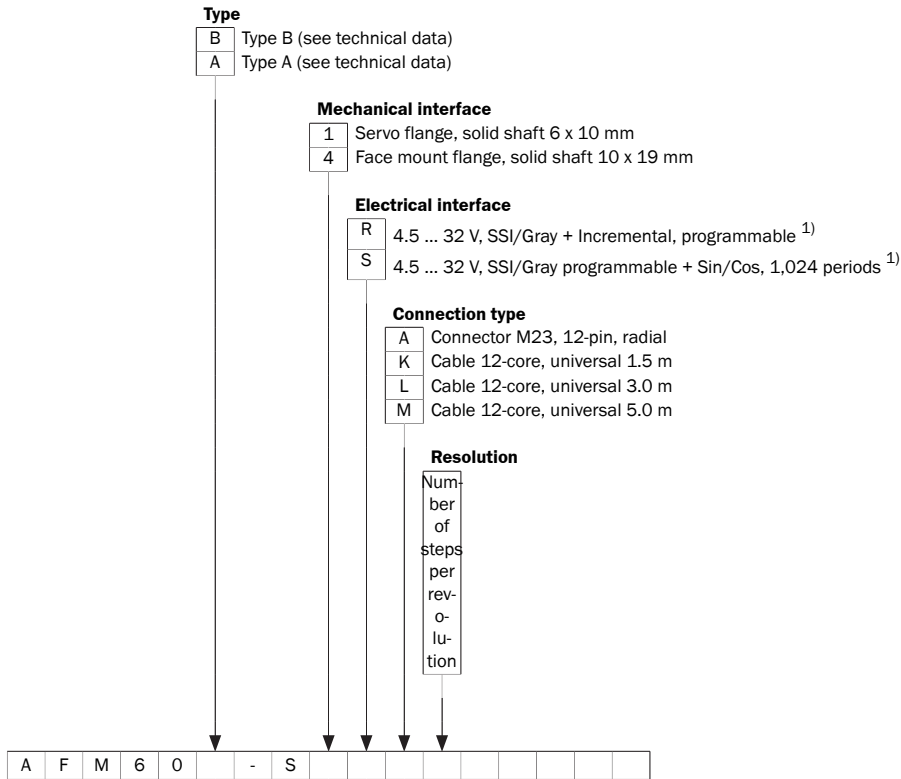 Type
B Type B (see technical data)
A Type A (see technical data)
Mechanical interface
1 Servo flange, solid shaft 6 x 10 mm
4 Face mount flange, solid shaft 10 x 19 mm
Electrical interface
R 4.5 ... 32 V, SSI/Gray + Incremental, programmable 1)
S 4.5 ... 32 V, SSI/Gray programmable + Sin/Cos, 1,024 periods 1)
Connection type
A Connector M23, 12-pin, radial
K Cable 12-core, universal 1.5 m
L Cable 12-core, universal 3.0 m
M Cable 12-core, universal 5.0 m
Resolution
Num-
ber
of
steps
per
rev-
o-
lu-
tion
A F M 6 0 - S